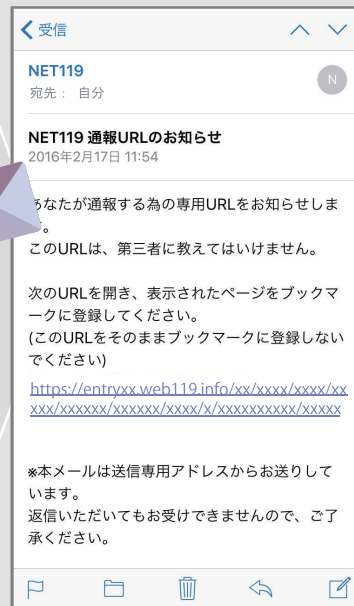 受信
NET119
N
宛先： 自分
NET119 通報URLのお知らせ
2016年2月17日 11:54
あなたが通報する為の専用URLをお知らせしま
す。
このURLは、第三者に教えてはいけません。
次のURLを開き、表示されたページをブックマ
ークに登録してください。
(このURLをそのままブックマークに登録しない
でください)
https://entryxx.web119.info/xx/xxxx/xxxx/xx
xxx/xxxxxx/xxxxxx/xxxx/x/xxxxxxxxxx/xxxxx
※本メールは送信専用アドレスからお送りして
います。
返信いただいてもお受けできませんので、ご了
承ください。